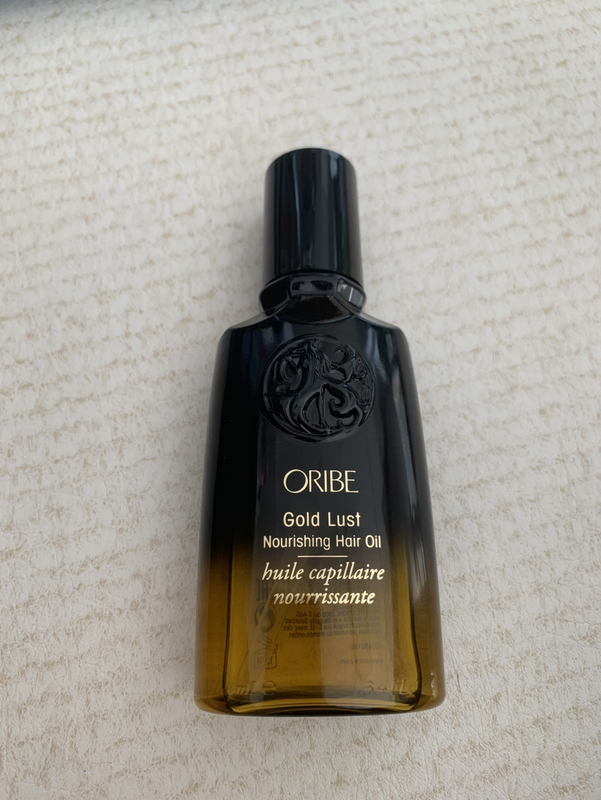 ORIBE
Gold Lust
Nourishing Hair Oil
huile capillaire
nourrissante